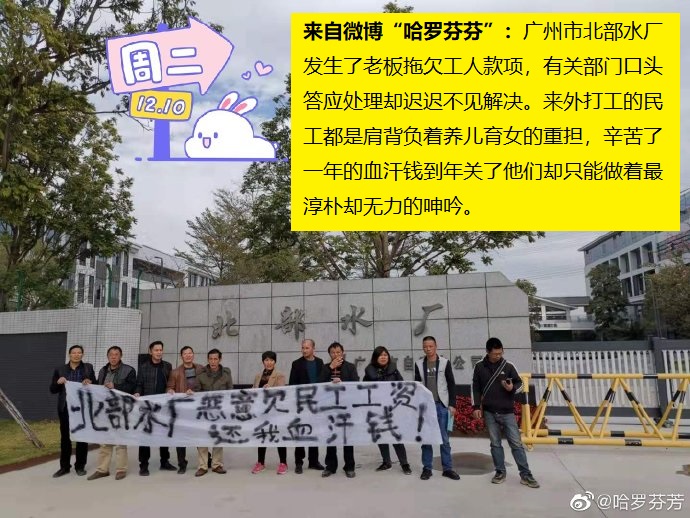 周二
12.10
来自微博“哈罗芬芬”：广州市北部水厂
发生了老板拖欠工人款项，有关部门口头
答应处理却迟迟不见解决。来外打工的民
工都是肩背负着养儿育女的重担，辛苦了
一年的血汗钱到年关了他们却只能做着最
淳朴却无力的呻吟。
北部水厂
北部水厂恶意欠民工工资
还我血汗钱！
@哈罗芬芳